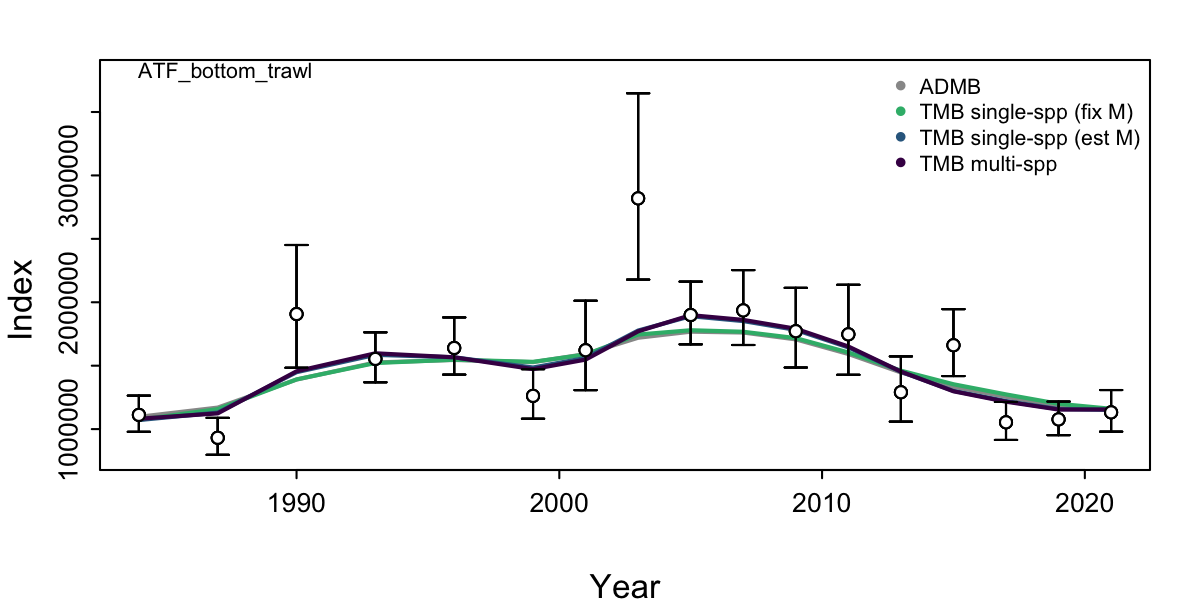 ATF_bottom_trawl
ADMB
TMB single-spp (fix M)
TMB single-spp (est M)
TMB multi-spp
Index
3000000
2000000
1000000
1990 2000 2010 2020
Year